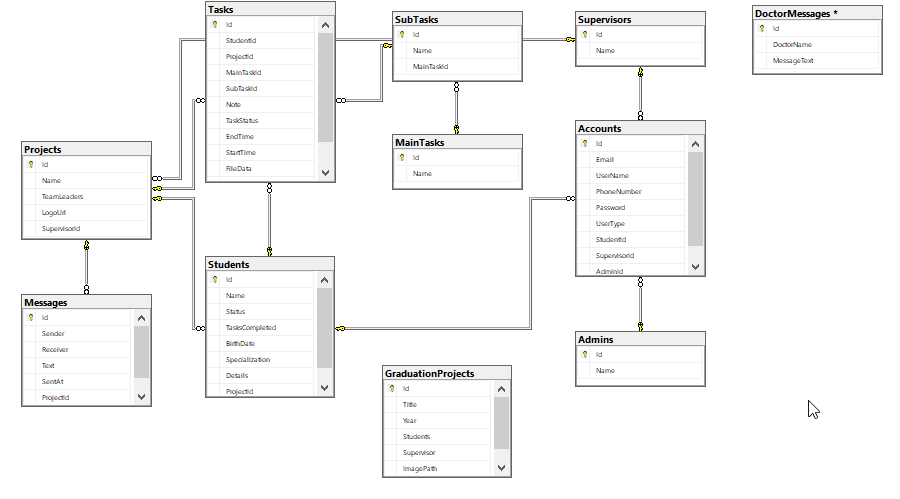 Tasks
Id
StudentId
ProjectId
MainTaskId
SubTaskId
Note
TaskStatus
EndTime
StartTime
FileData
SubTasks
Id
Name
MainTaskId
Supervisors
Id
Name
DoctorMessages *
Id
DoctorName
MessageText
MainTasks
Id
Name
Accounts
Id
Email
UserName
PhoneNumber
Password
UserType
StudentId
SupervisorId
AdminId
Projects
Id
Name
TeamLeaders
LogoUrl
SupervisorId
Students
Id
Name
Status
TasksCompleted
BirthDate
Specialization
Details
ProjectId
Messages
Id
Sender
Receiver
Text
SentAt
ProjectId
Admins
Id
Name
GraduationProjects
Id
Title
Year
Students
Supervisor
ImagePath